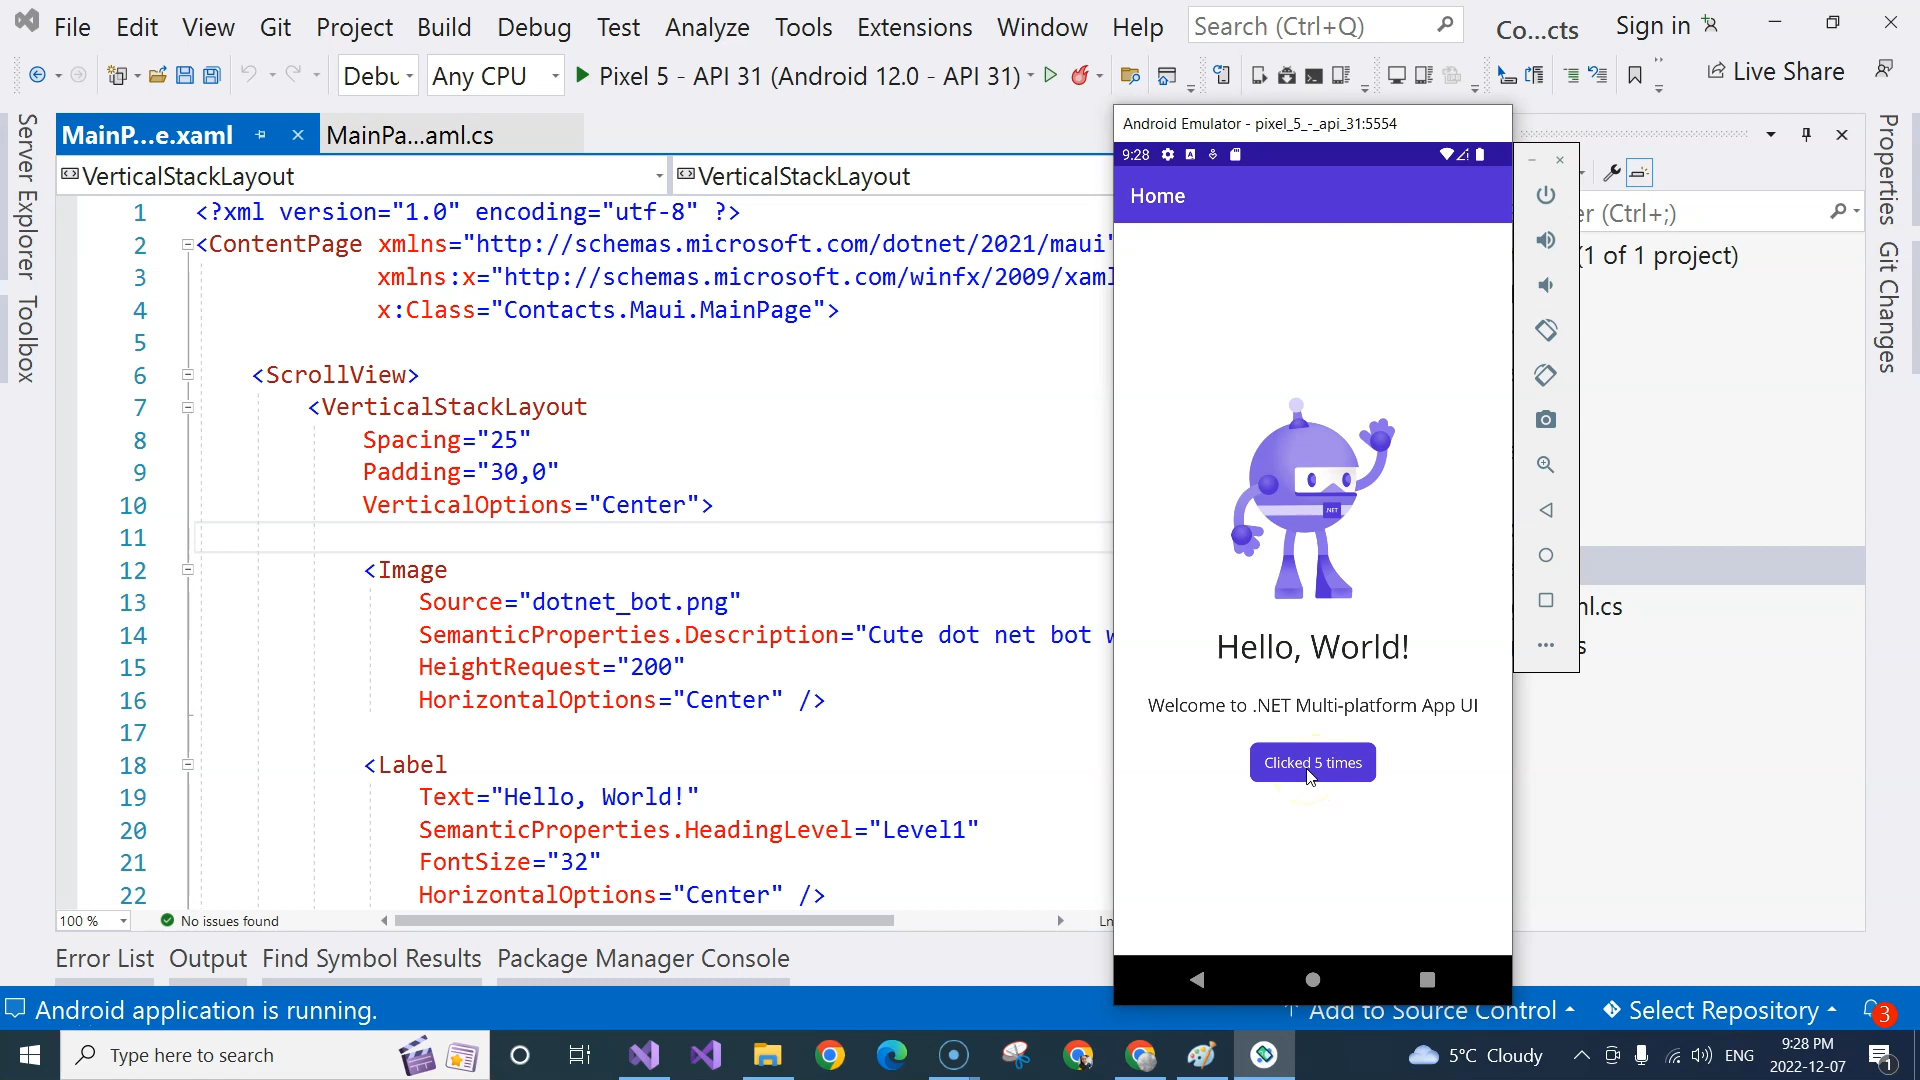 File Edit View Git Project Build Debug Test Analyze Tools Extensions Window Help Search (Ctrl+Q) Co...cts Sign in
Debu Any CPU Pixel 5 - API 31 (Android 12.0 - API 31) Live Share
Server Explorer
Toolbox
MainP...e.xaml MainPa...aml.cs
VerticalStackLayout VerticalStackLayout
1 <?xml version="1.0" encoding="utf-8" ?>
2 <ContentPage xmlns="http://schemas.microsoft.com/dotnet/2021/maui"
3 xmlns:x="http://schemas.microsoft.com/winfx/2009/xaml
4 x:Class="Contacts.Maui.MainPage">
5
6 <ScrollView>
7 <VerticalStackLayout
8 Spacing="25"
9 Padding="30,0"
10 VerticalOptions="Center">
11
12 <Image
13 Source="dotnet_bot.png"
14 SemanticProperties.Description="Cute dot net bot w
15 HeightRequest="200"
16 HorizontalOptions="Center" />
17
18 <Label
19 Text="Hello, World!"
20 SemanticProperties.HeadingLevel="Level1"
21 FontSize="32"
22 HorizontalOptions="Center" />
100 % No issues found Ln
Android Emulator - pixel_5_-_api_31:5554
9:28
Home
.NET
Hello, World!
Welcome to .NET Multi-platform App UI
Clicked 5 times
er (Ctrl+;)
(1 of 1 project)
ml.cs
s
Properties
Git Changes
Error List Output Find Symbol Results Package Manager Console
Android application is running. Add to Source Control Select Repository 3
Type here to search 5°C Cloudy ENG 9:28 PM
2022-12-07 1